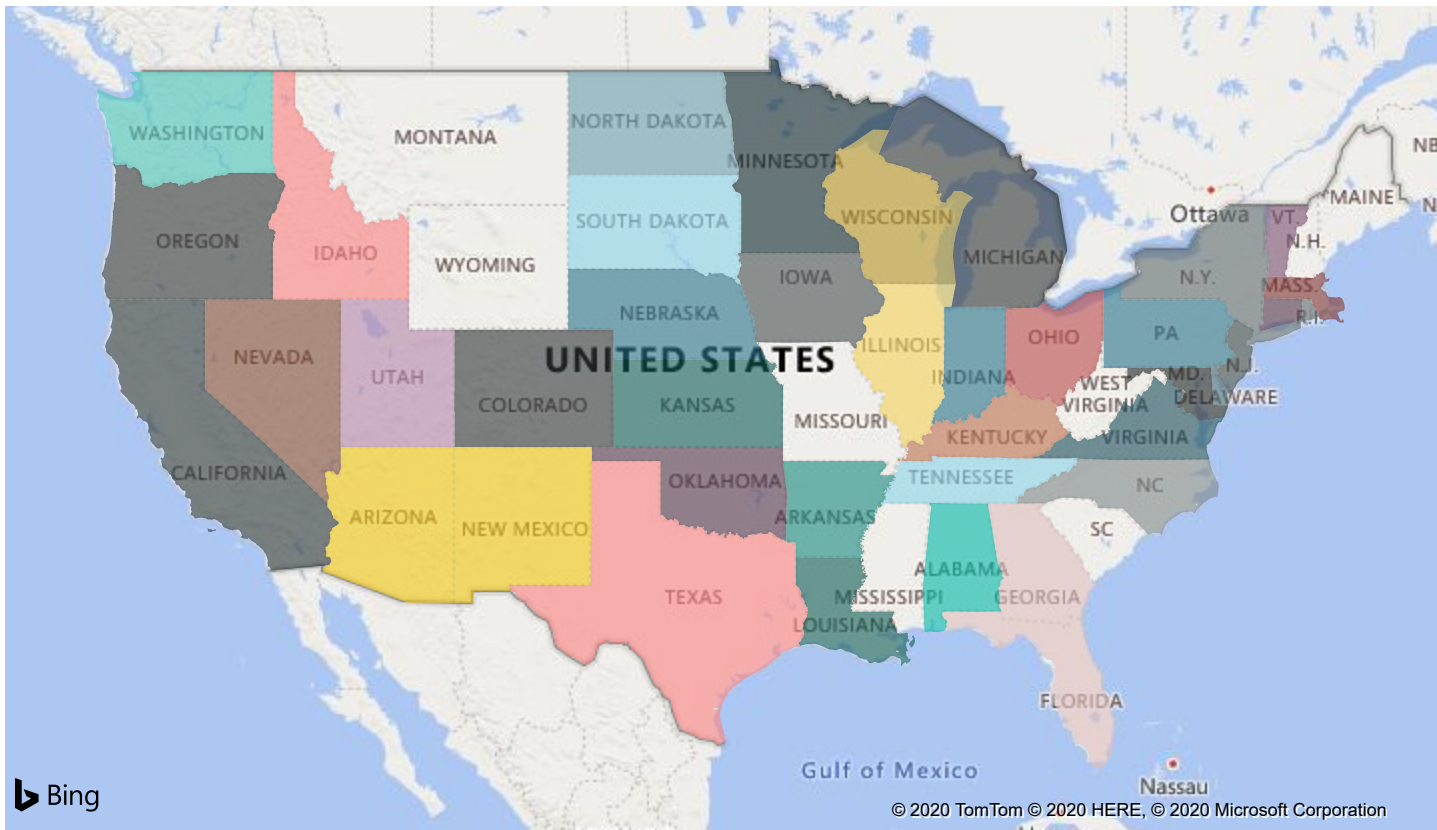 WASHINGTON
MONTANA
NORTH DAKOTA
MINNESOTA
SOUTH DAKOTA
WISCONSIN
MICHIGAN
OREGON
IDAHO
WYOMING
IOWA
NEBRASKA
Ottawa
MAINE
NB
N
VT.
N.H.
N.Y.
MASS.
R.I.
NEVADA
UTAH
COLORADO
UNITED STATES
KANSAS
MISSOURI
ILLINOIS
INDIANA
OHIO
PA
N.J.
MD.
DELAWARE
WEST
VIRGINIA
VIRGINIA
KENTUCKY
CALIFORNIA
ARIZONA
NEW MEXICO
OKLAHOMA
ARKANSAS
TENNESSEE
NC
SC
TEXAS
LOUISIANA
MISSISSIPPI
ALABAMA
GEORGIA
FLORIDA
Gulf of Mexico
Nassau
Bing
© 2020 TomTom © 2020 HERE, © 2020 Microsoft Corporation